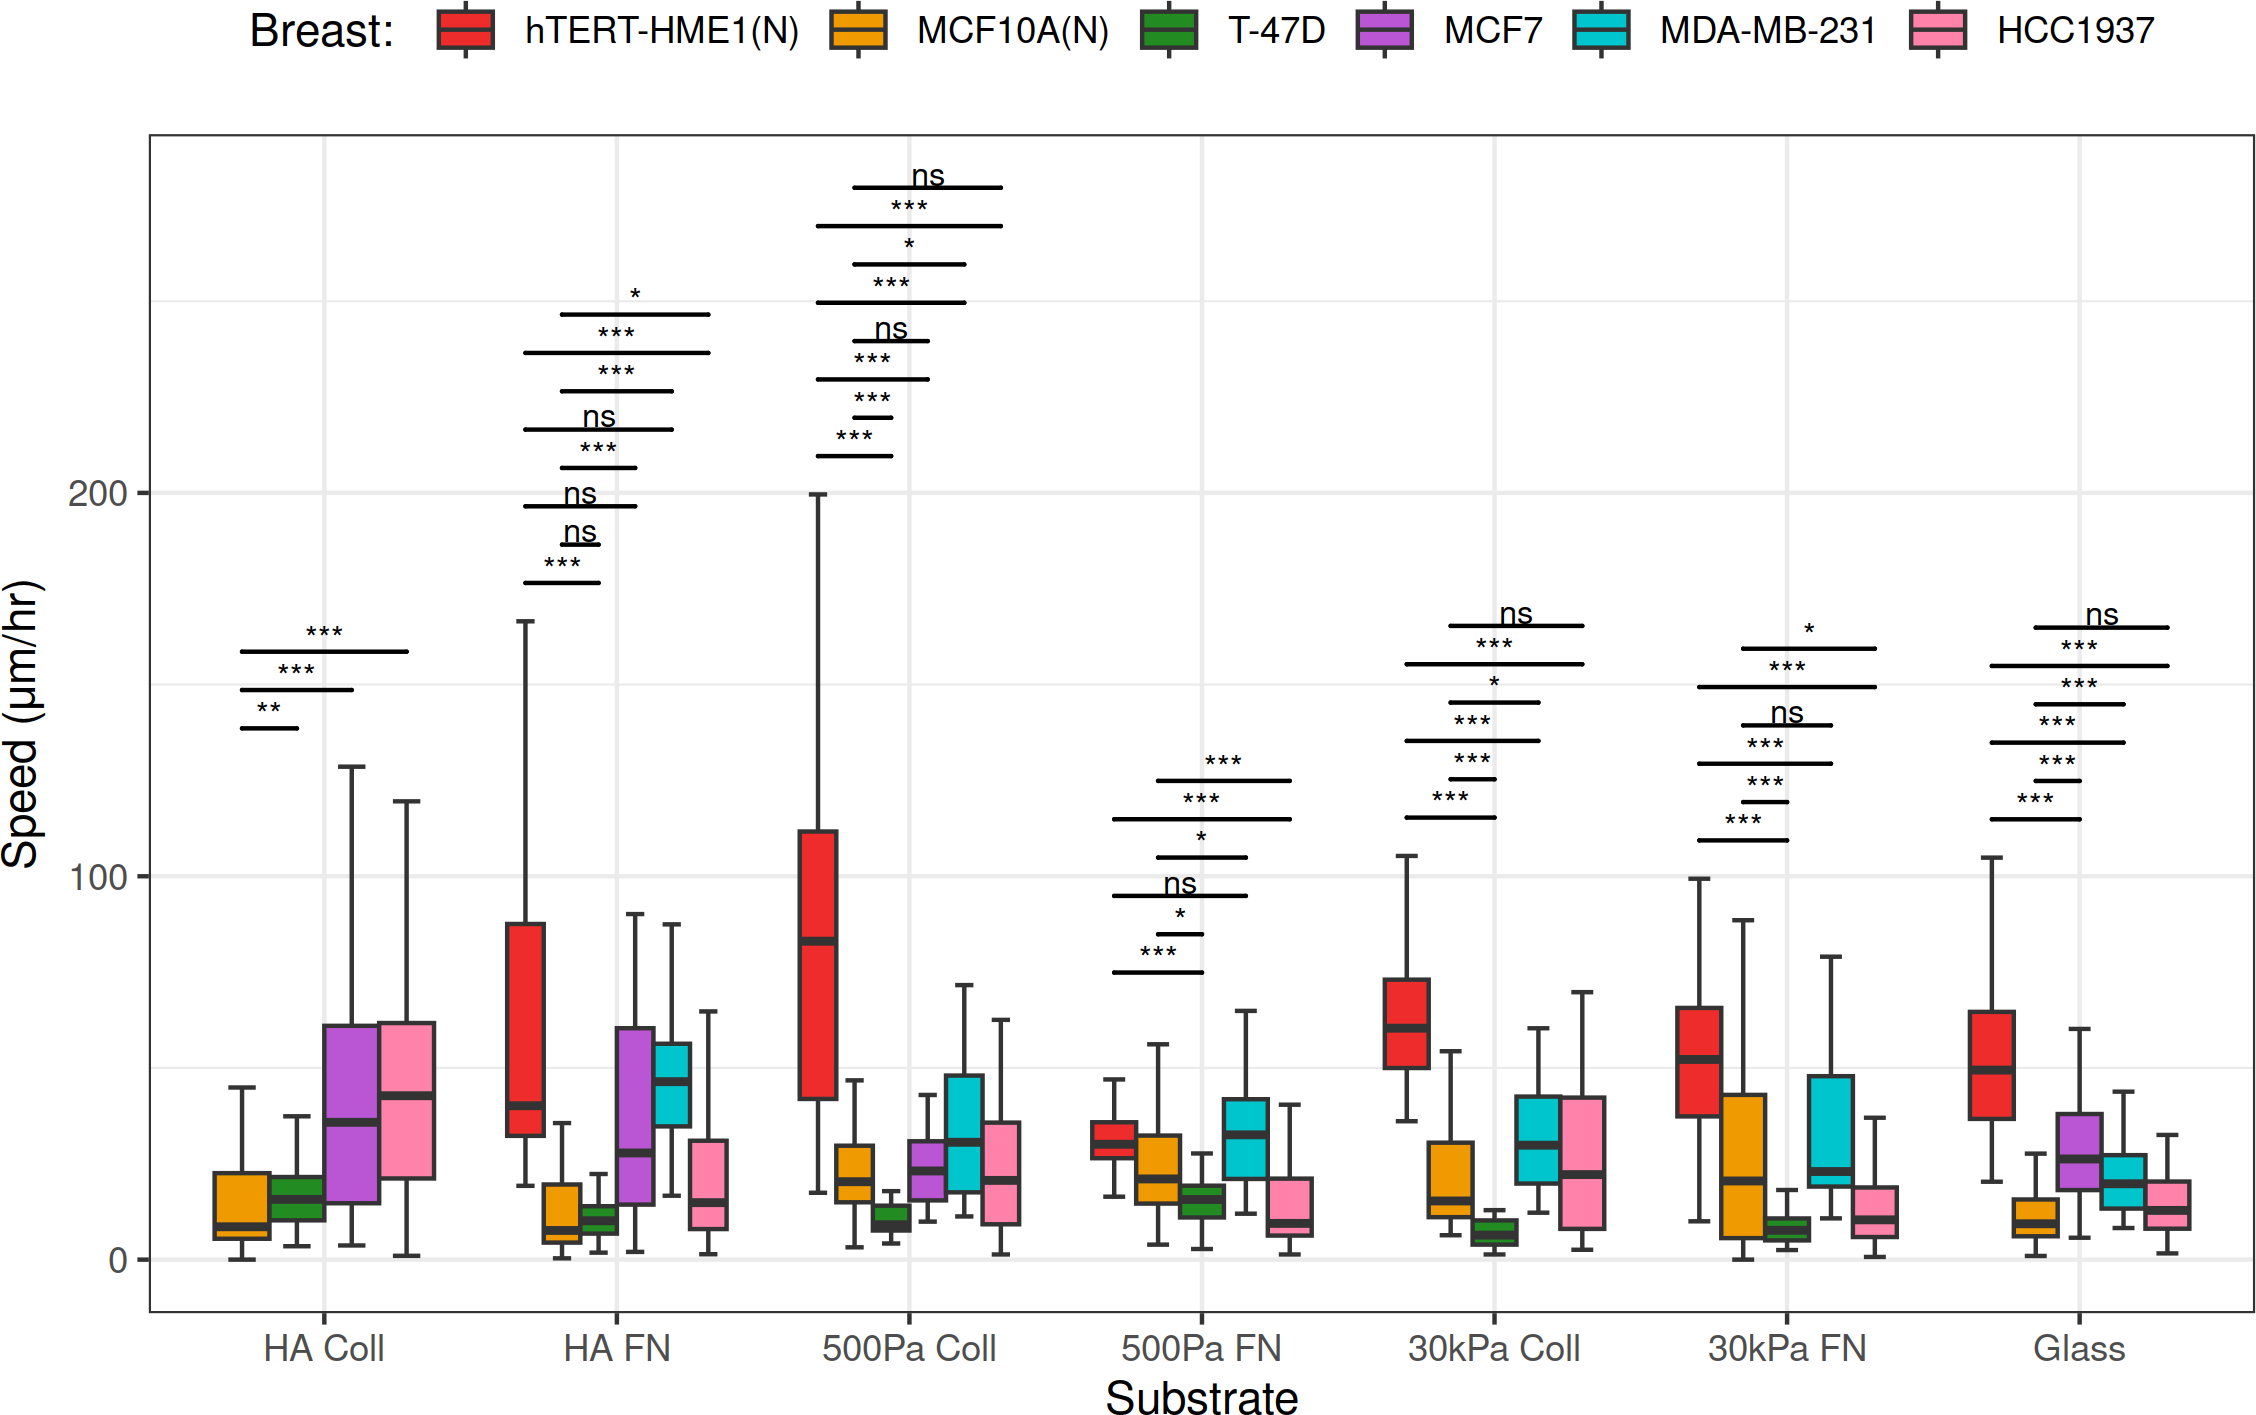 Breast: hTERT-HME1(N) MCF10A(N) T-47D MCF7 MDA-MB-231 HCC1937
ns
***
*
***
ns
***
***
***
*
***
***
ns
***
ns
ns
***
***
***
**
***
***
*
ns
*
***
ns
***
*
***
***
***
*
***
ns
***
***
***
ns
***
***
***
***
***
200
100
0
Speed (µm/hr)
HA Coll HA FN 500Pa Coll 500Pa FN 30kPa Coll 30kPa FN Glass
Substrate